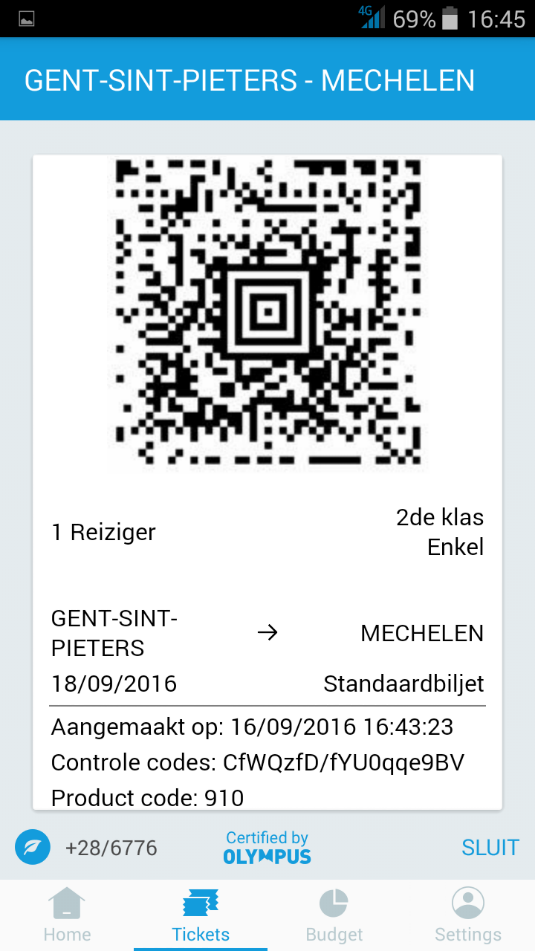 4G 69% 16:45
GENT-SINT-PIETERS - MECHELEN
1 Reiziger
2de klas
Enkel
GENT-SINT-
PIETERS
→ MECHELEN
18/09/2016 Standaardbiljet
Aangemaakt op: 16/09/2016 16:43:23
Controle codes: CfWQzfD/fYU0qqe9BV
Product code: 910
+28/6776
Certified by
OLYMPUS
SLUIT
Home Tickets Budget Settings